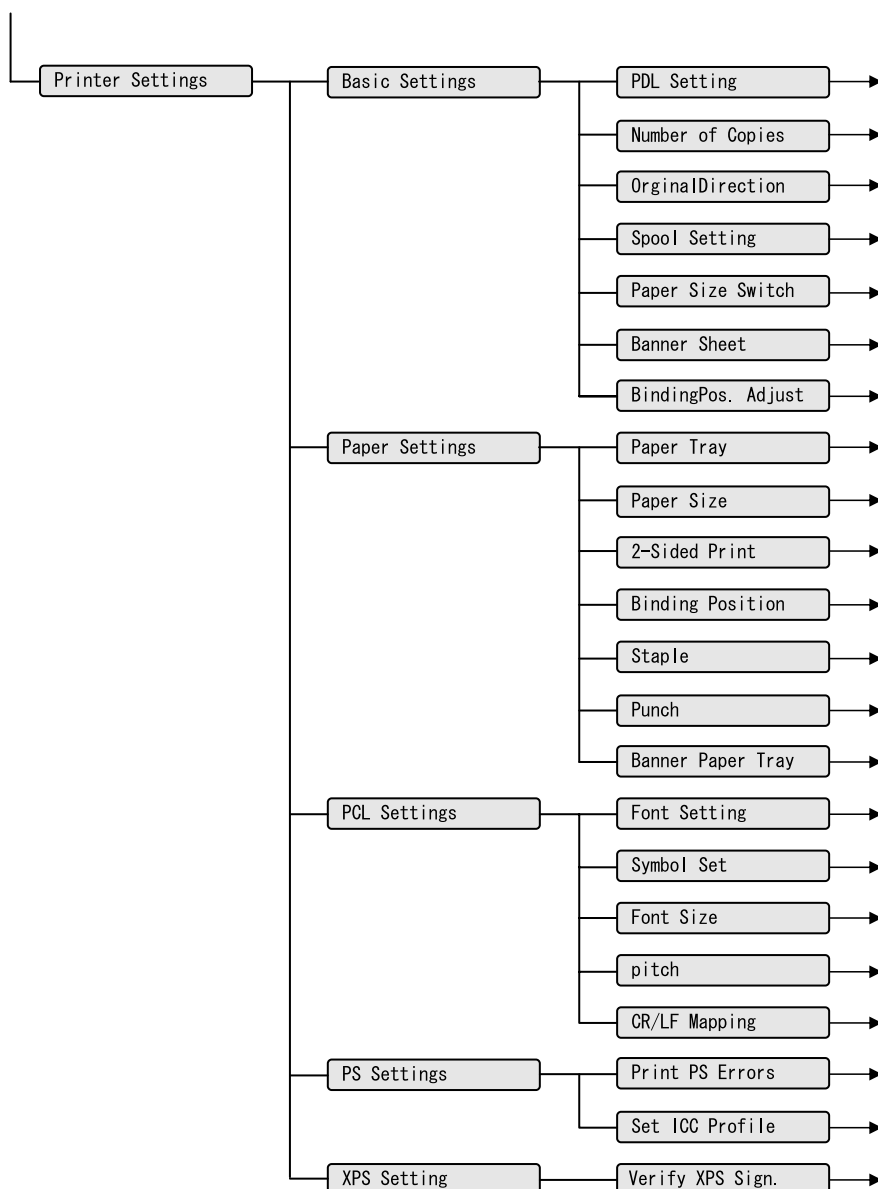 Printer Settings
Basic Settings
PDL Setting
Number of Copies
OrginalDirection
Spool Setting
Paper Size Switch
Banner Sheet
BindingPos. Adjust
Paper Settings
Paper Tray
Paper Size
2-Sided Print
Binding Position
Staple
Punch
Banner Paper Tray
PCL Settings
Font Setting
Symbol Set
Font Size
pitch
CR/LF Mapping
PS Settings
Print PS Errors
Set ICC Profile
XPS Setting
Verify XPS Sign.